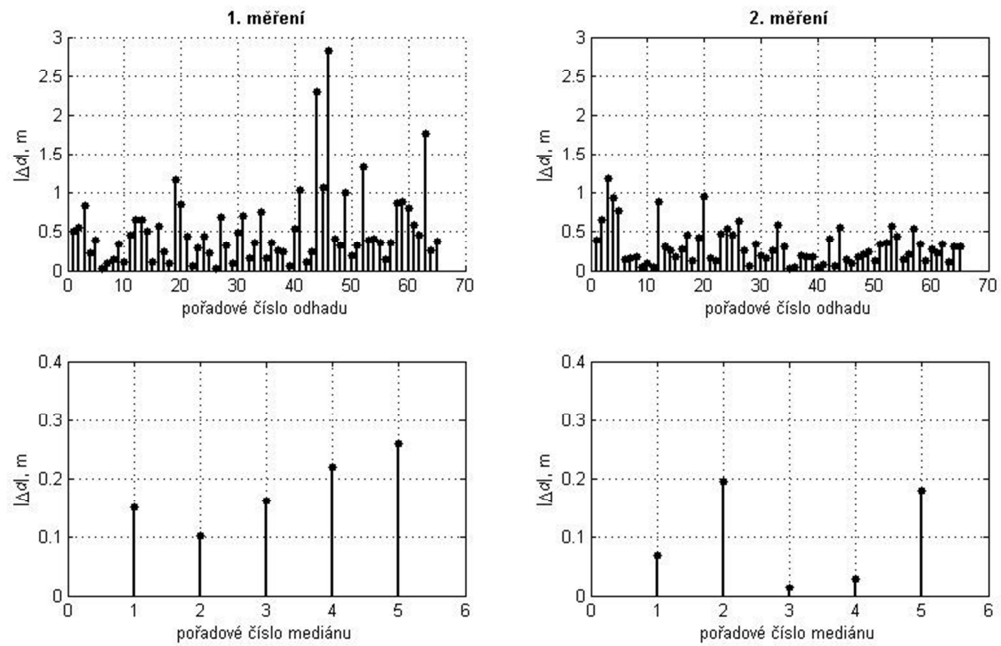 1. měření
3
2.5
2
1.5
1
0.5
0
|Δd|, m
0 10 20 30 40 50 60 70
pořadové číslo odhadu
2. měření
3
2.5
2
1.5
1
0.5
0
|Δd|, m
0 10 20 30 40 50 60 70
pořadové číslo odhadu
0.4
0.3
0.2
0.1
0
|Δd|, m
0 1 2 3 4 5 6
pořadové číslo mediánu
0.4
0.3
0.2
0.1
0
|Δd|, m
0 1 2 3 4 5 6
pořadové číslo mediánu